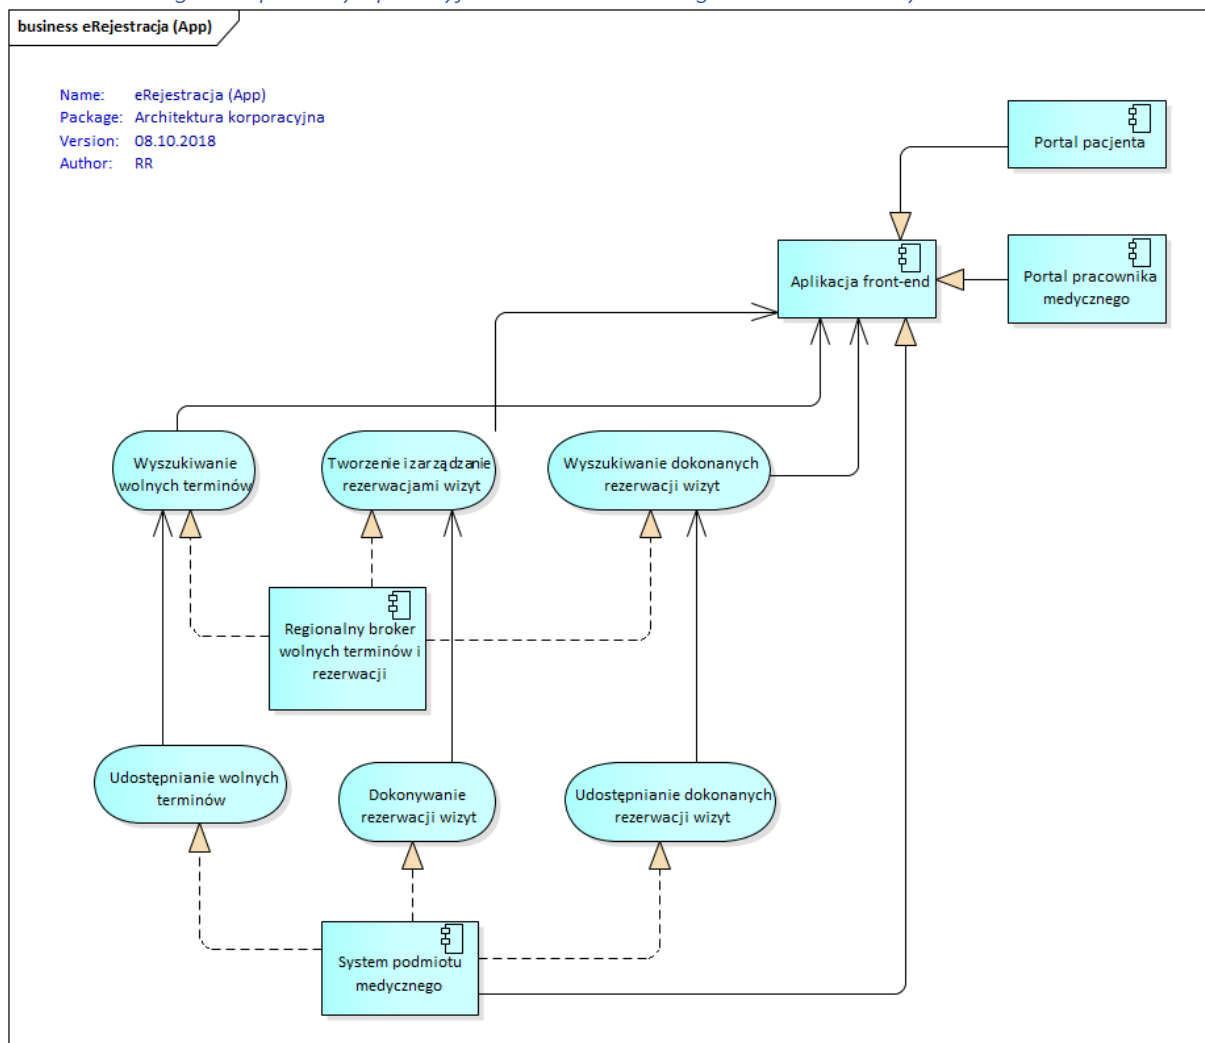 business eRejestracja (App)
Name: eRejestracja (App)
Package: Architektura korporacyjna
Version: 08.10.2018
Author: RR
Portal pacjenta
Aplikacja front-end
Portal pracownika
medycznego
Wyszukiwanie
wolnych terminów
Tworzenie i zarządzanie
rezerwacjami wizyt
Wyszukiwanie dokonanych
rezerwacji wizyt
Regionalny broker
wolnych terminów i
rezerwacji
Udostępnianie wolnych
terminów
Dokonywanie
rezerwacji wizyt
Udostępnianie dokonanych
rezerwacji wizyt
System podmiotu
medycznego